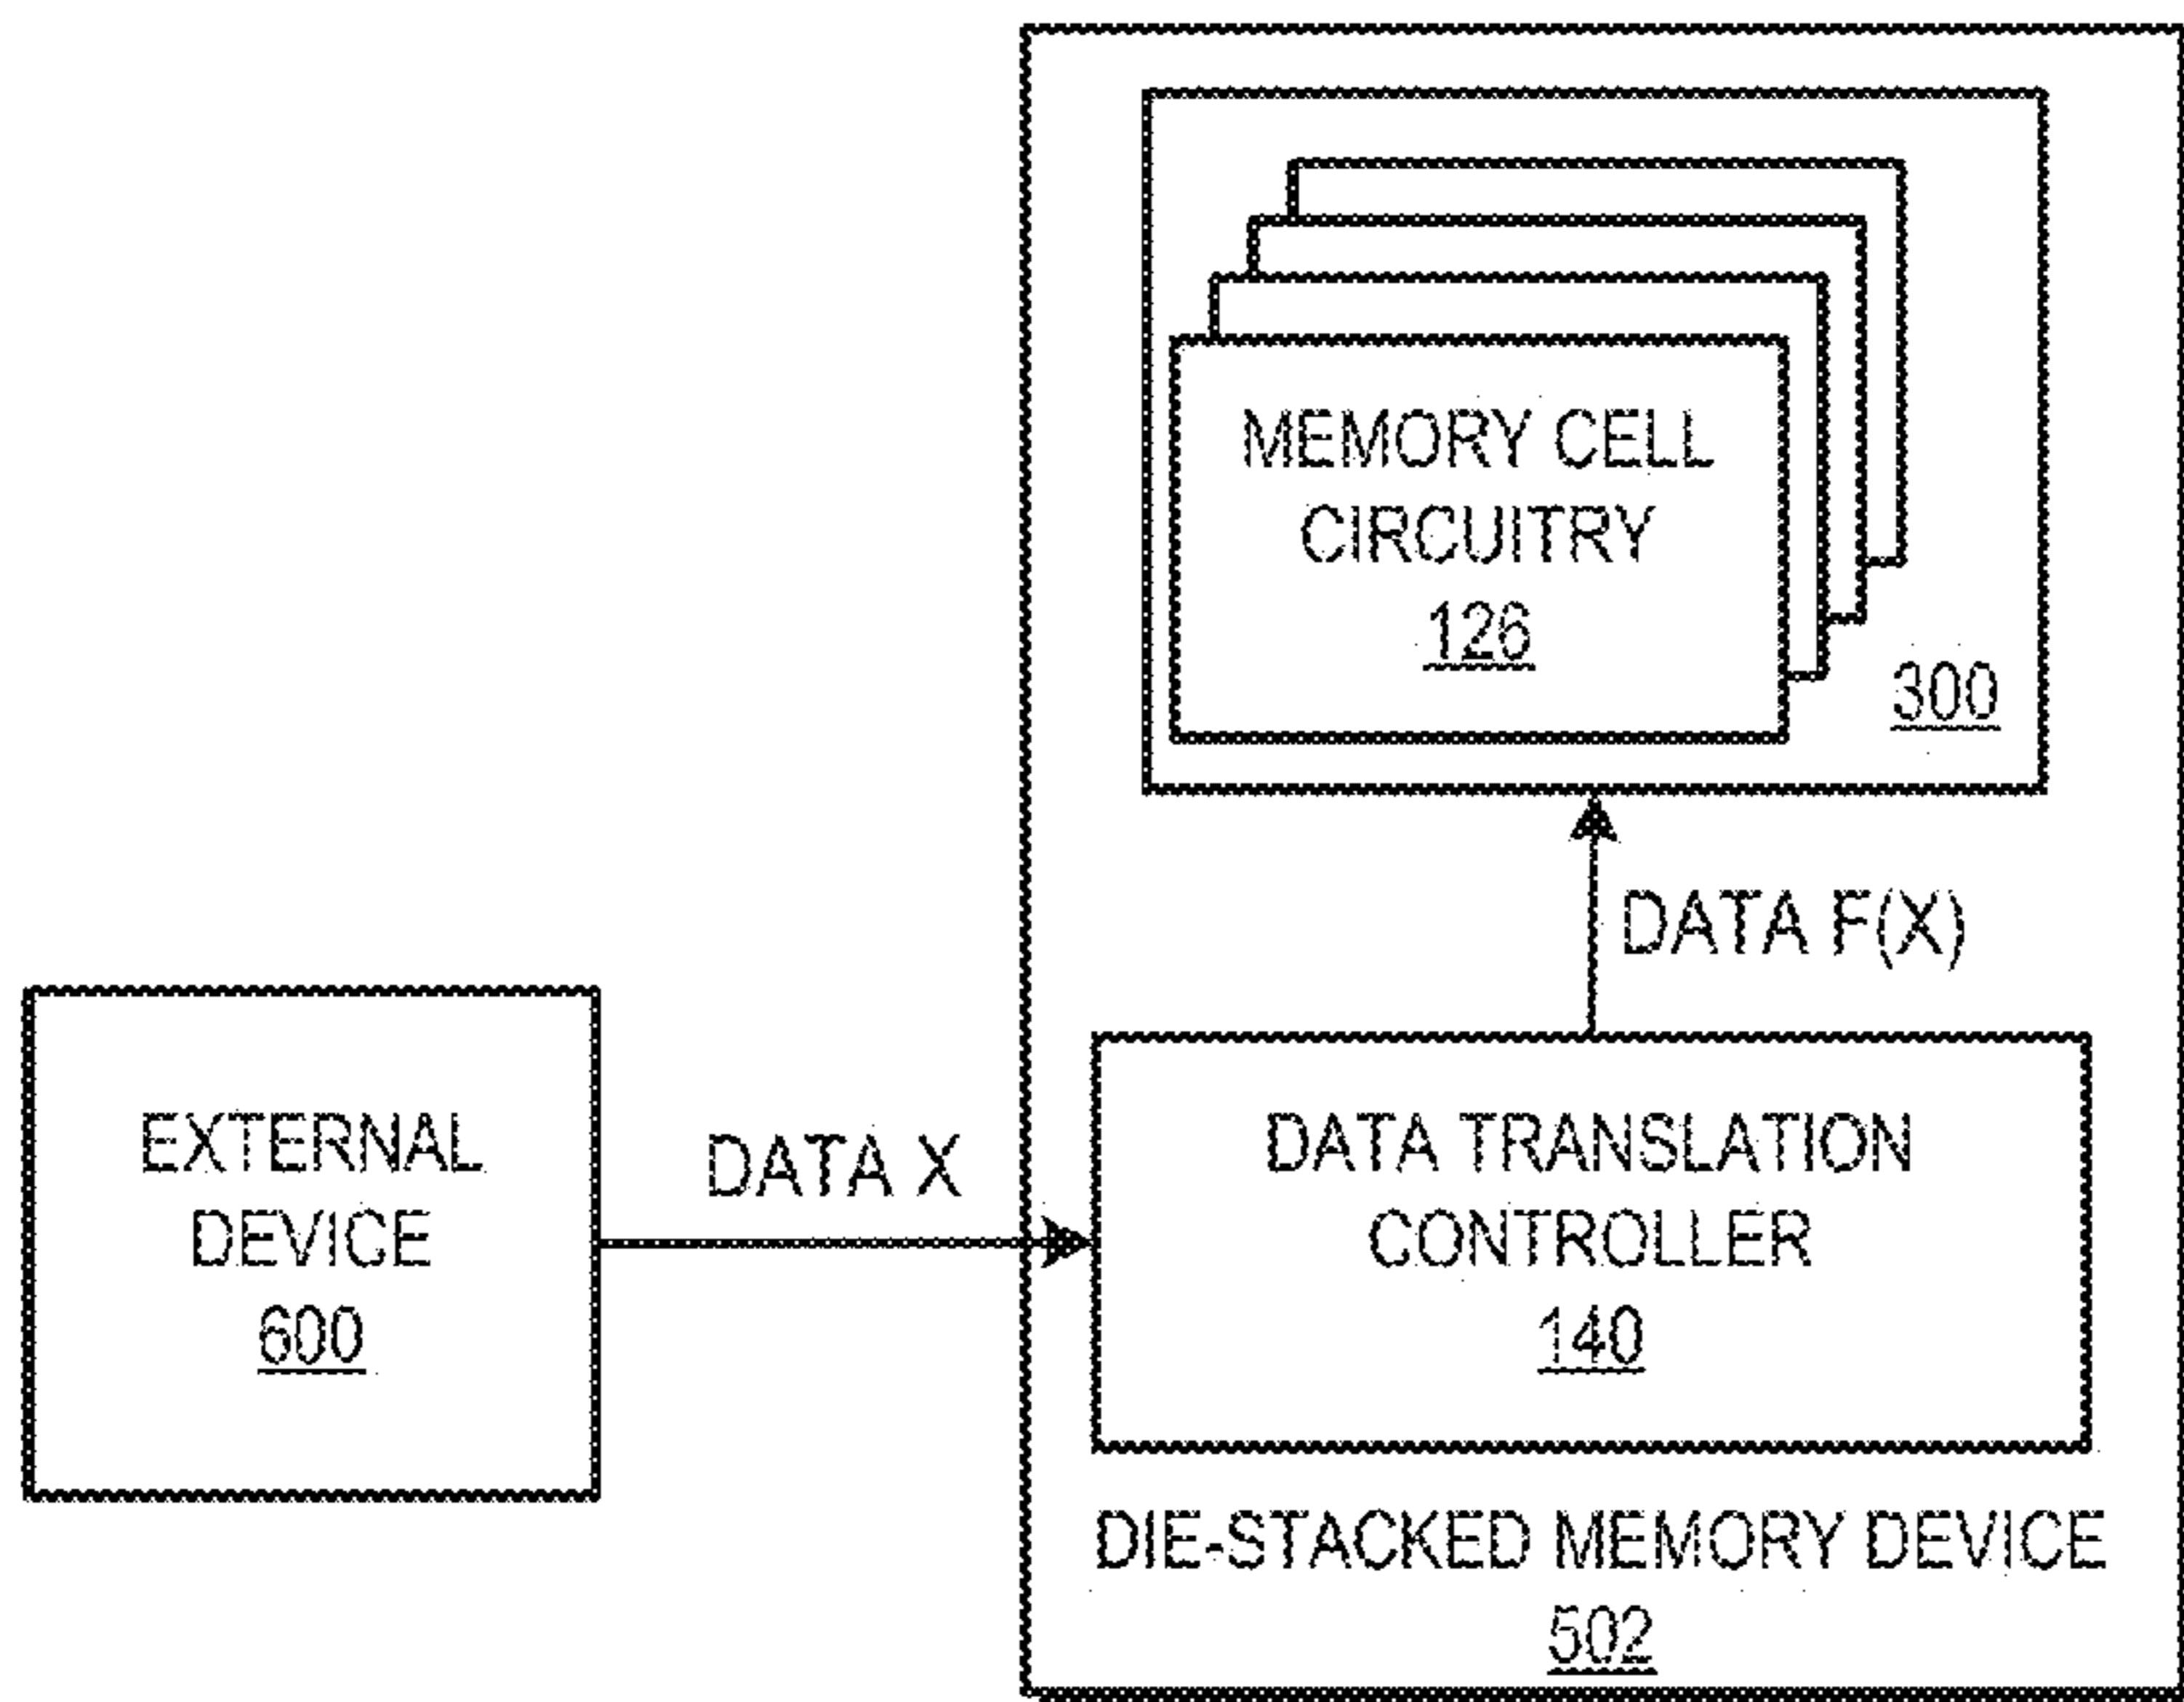 MEMORY CELL
CIRCUITRY
126
300
DATA F(X)
EXTERNAL
DEVICE
600
DATA X
DATA TRANSLATION
CONTROLLER
140
DIE-STACKED MEMORY DEVICE
502